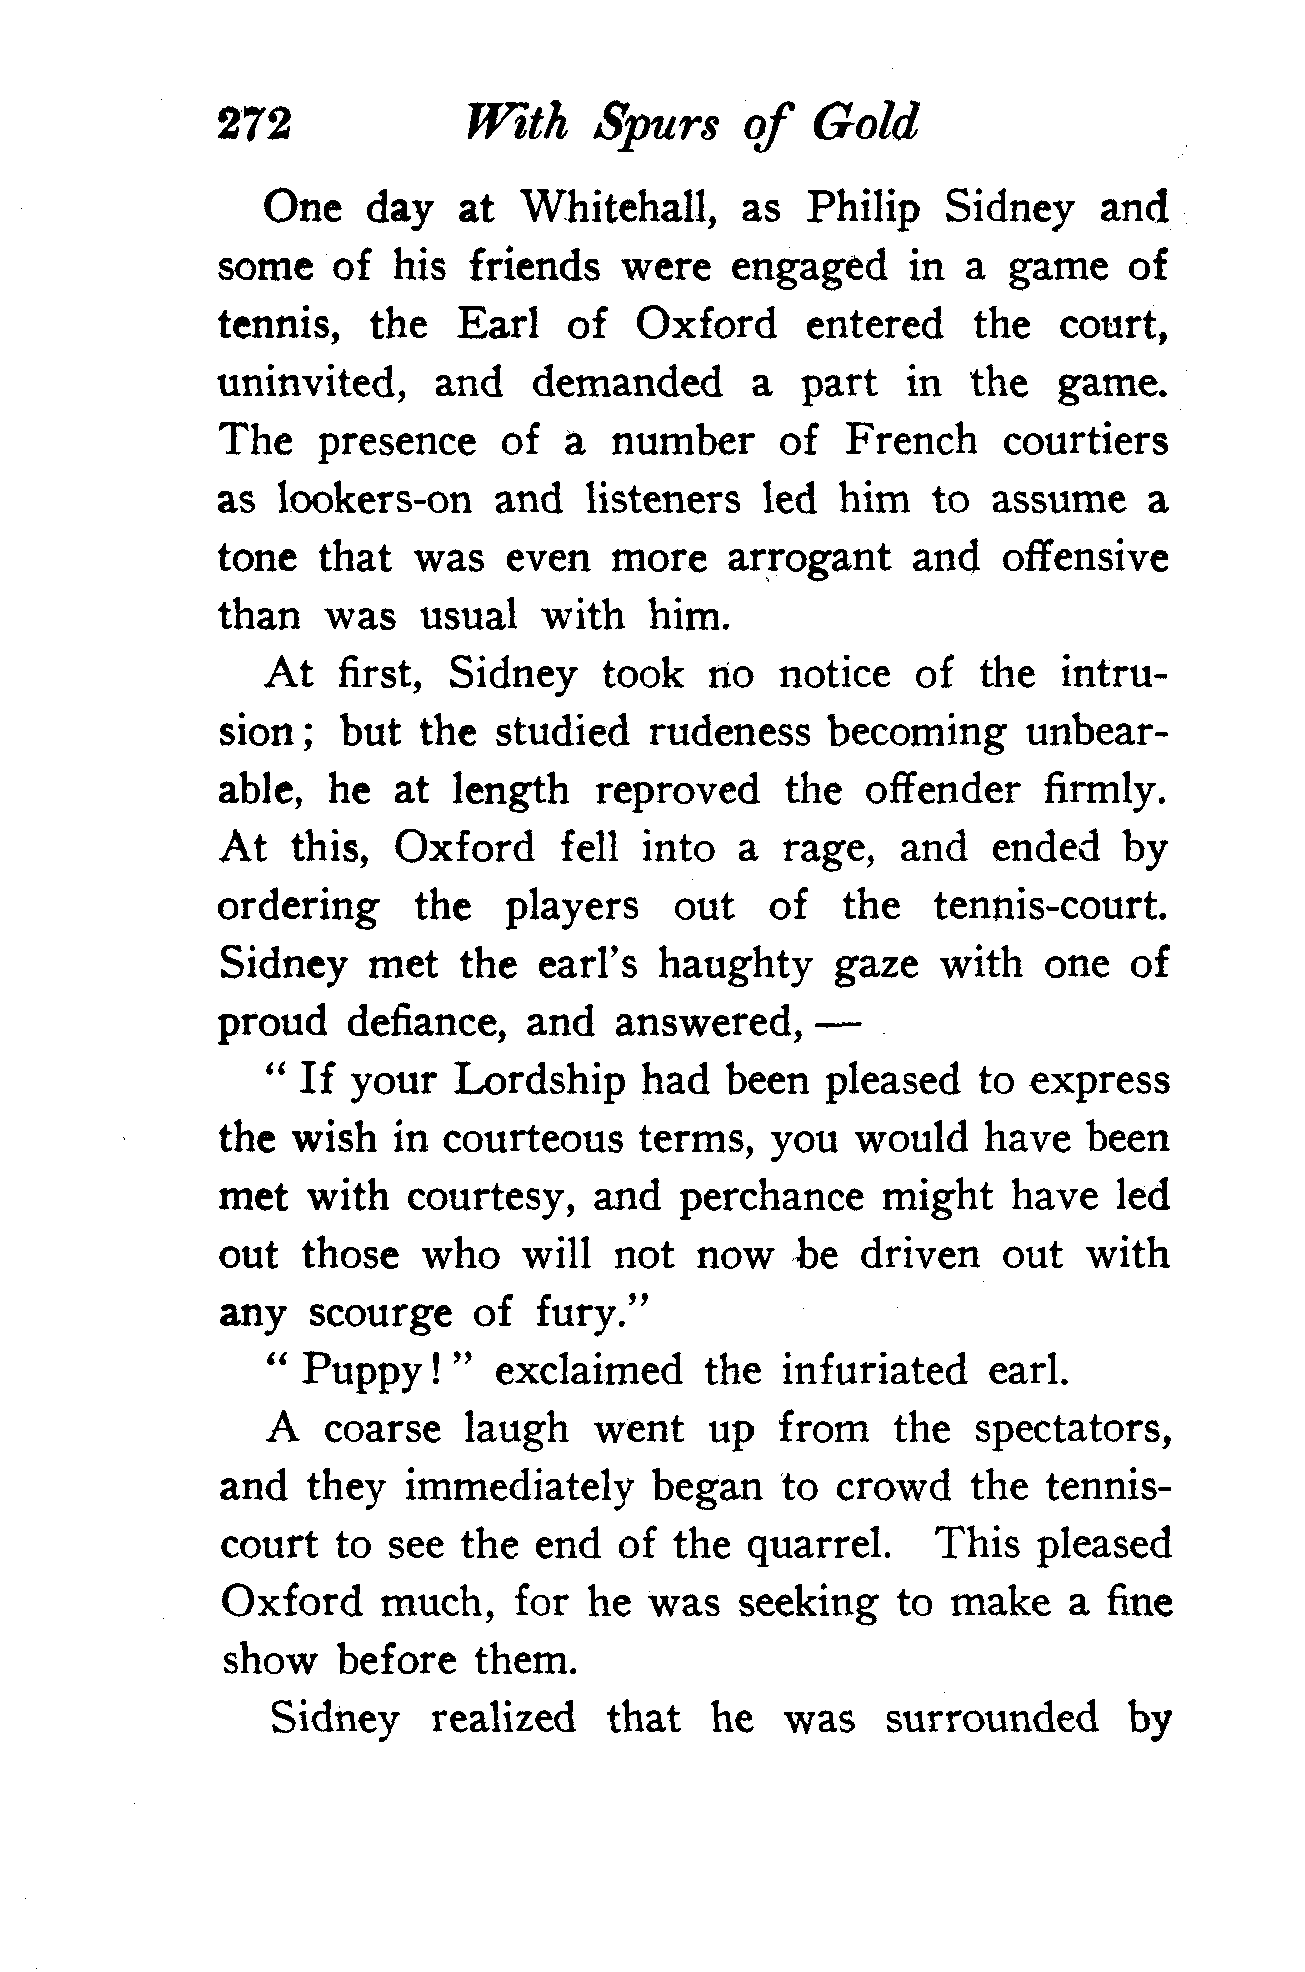 272 With Spurs of Gold
One day at Whitehall, as Philip Sidney and
some of his friends were engaged in a game of
tennis, the Earl of Oxford entered the court,
uninvited, and demanded a part in the game.
The presence of a number of French courtiers
as lookers-on and listeners led him to assume a
tone that was even more arrogant and offensive
than was usual with him.
At first, Sidney took no notice of the intru-
sion; but the studied rudeness becoming unbear-
able, he at length reproved the offender firmly.
At this, Oxford fell into a rage, and ended by
ordering the players out of the tennis-court.
Sidney met the earl's haughty gaze with one of
proud defiance, and answered, —
"If your Lordship had been pleased to express
the wish in courteous terms, you would have been
met with courtesy, and perchance might have led
out those who will not now be driven out with
any scourge of fury."
"Puppy!" exclaimed the infuriated earl.
A coarse laugh went up from the spectators,
and they immediately began to crowd the tennis-
court to see the end of the quarrel. This pleased
Oxford much, for he was seeking to make a fine
show before them.
Sidney realized that he was surrounded by